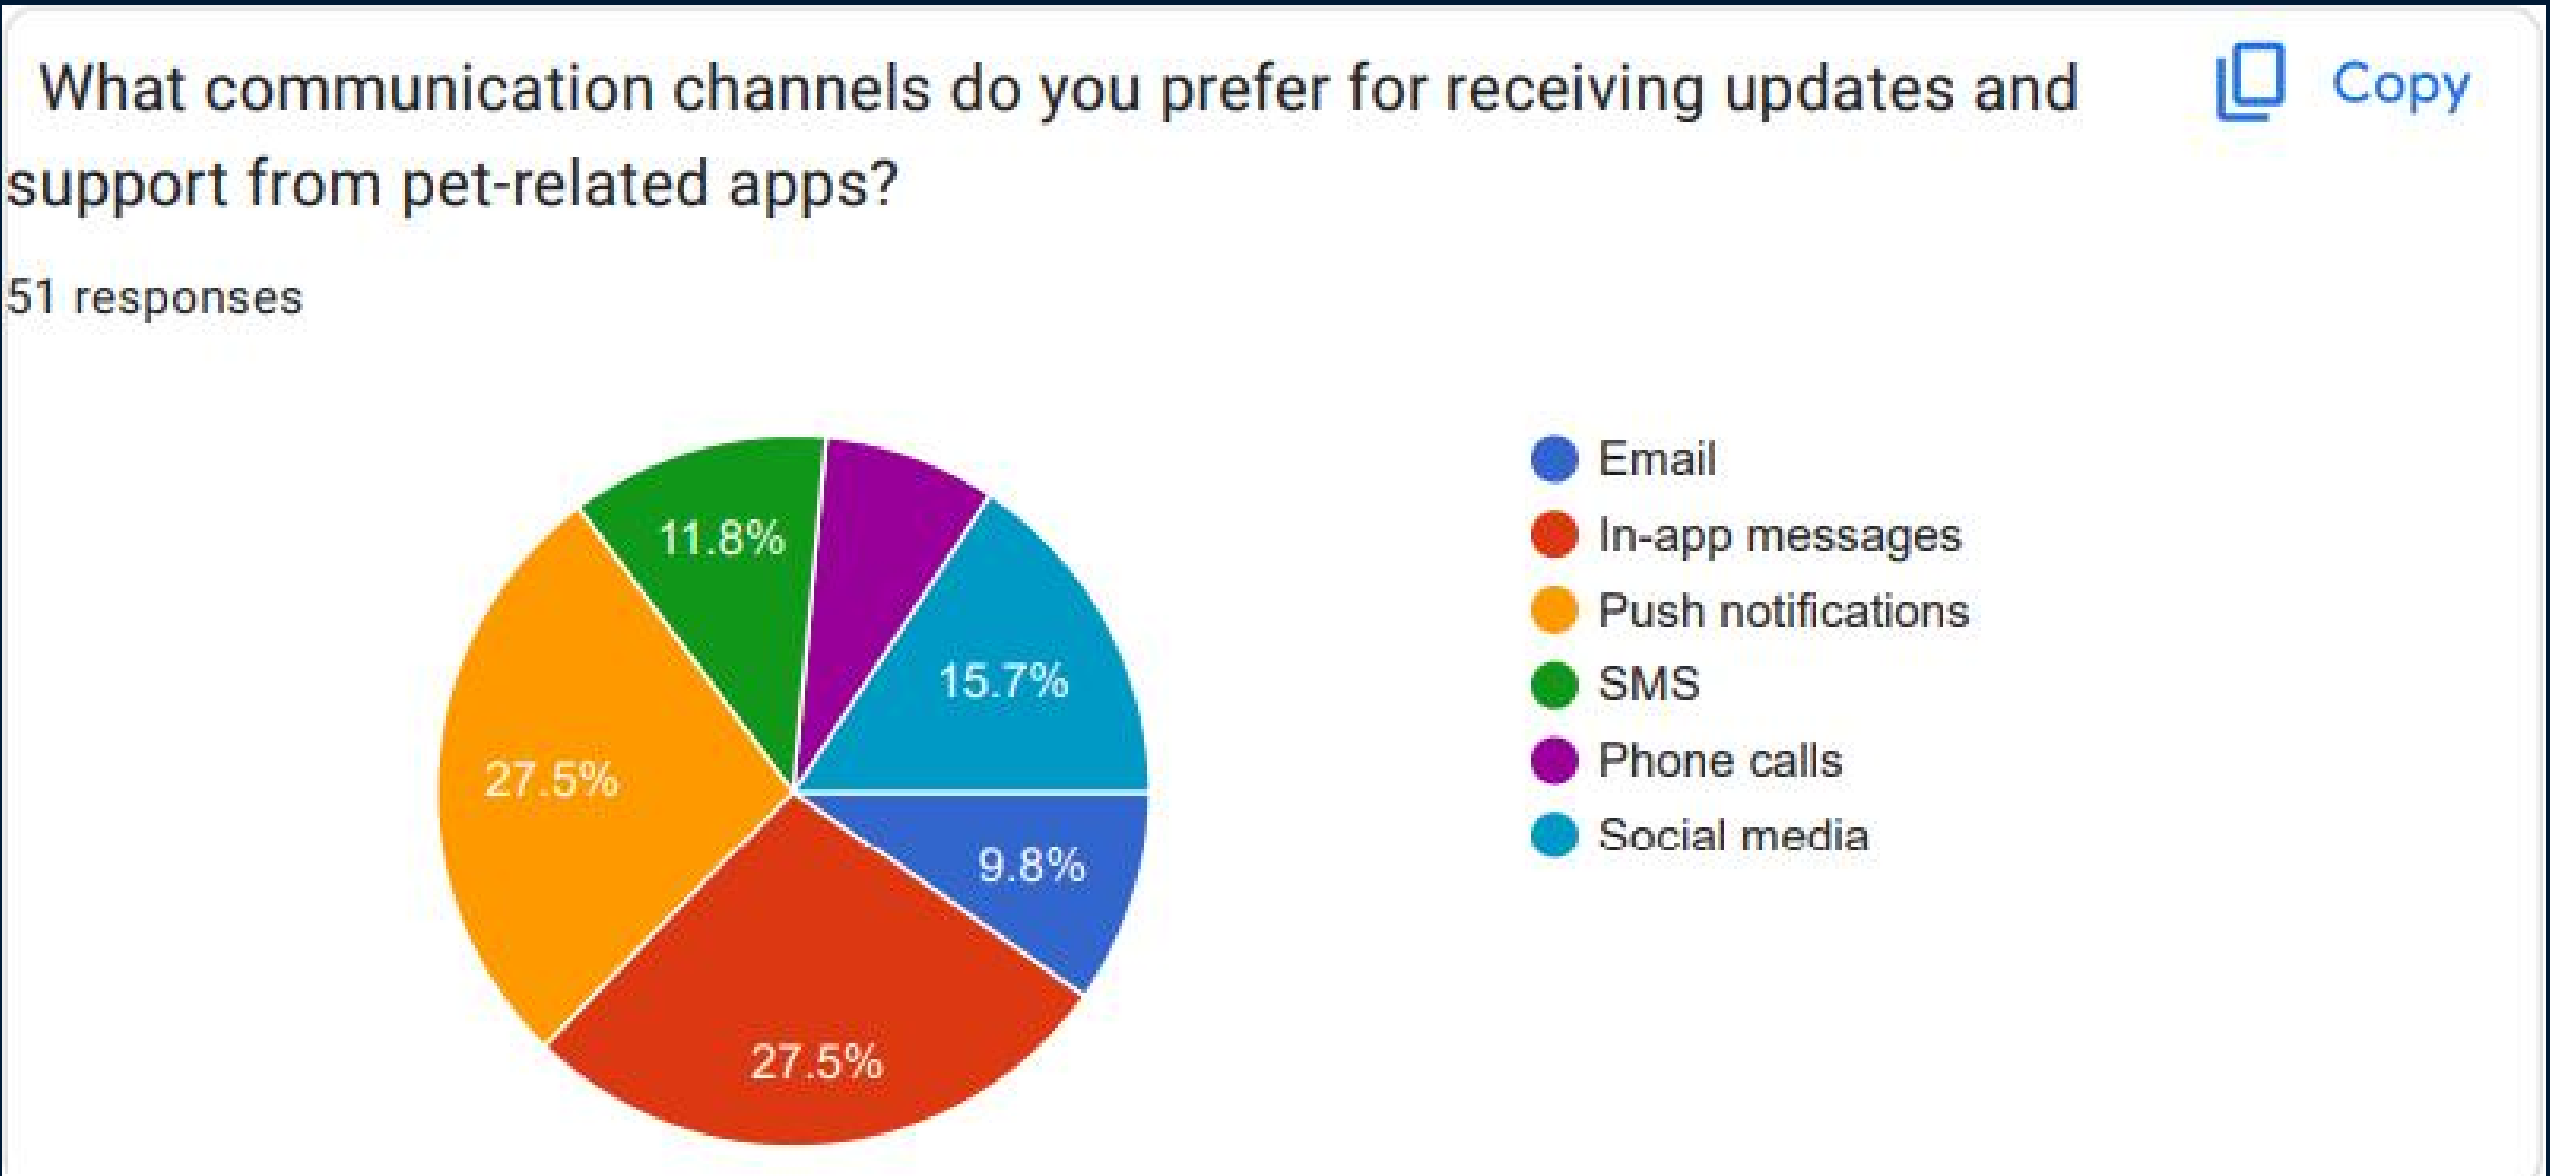 What communication channels do you prefer for receiving updates and
support from pet-related apps?
Copy
51 responses
11.8%
15.7%
27.5%
9.8%
27.5%
Email
In-app messages
Push notifications
SMS
Phone calls
Social media